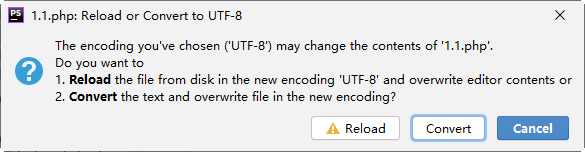 PS 1.1.php: Reload or Convert to UTF-8
The encoding you've chosen ('UTF-8') may change the contents of '1.1.php'.
Do you want to
1. Reload the file from disk in the new encoding 'UTF-8' and overwrite editor contents or
2. Convert the text and overwrite file in the new encoding?
Reload Convert Cancel